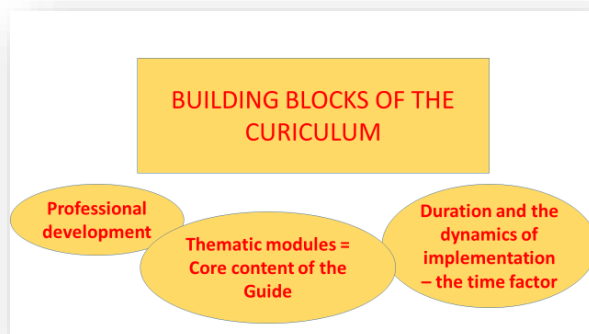 BUILDING BLOCKS OF THE
CURICULUM
Professional
development
Thematic modules =
Core content of the
Guide
Duration and the
dynamics of
implementation
– the time factor